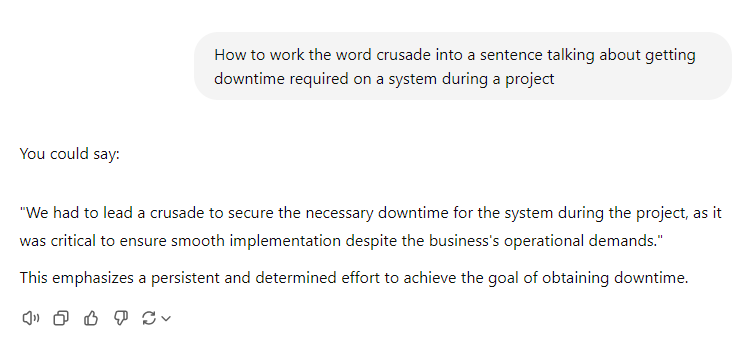 How to work the word crusade into a sentence talking about getting
downtime required on a system during a project
You could say:
"We had to lead a crusade to secure the necessary downtime for the system during the project, as it
was critical to ensure smooth implementation despite the business's operational demands."
This emphasizes a persistent and determined effort to achieve the goal of obtaining downtime.